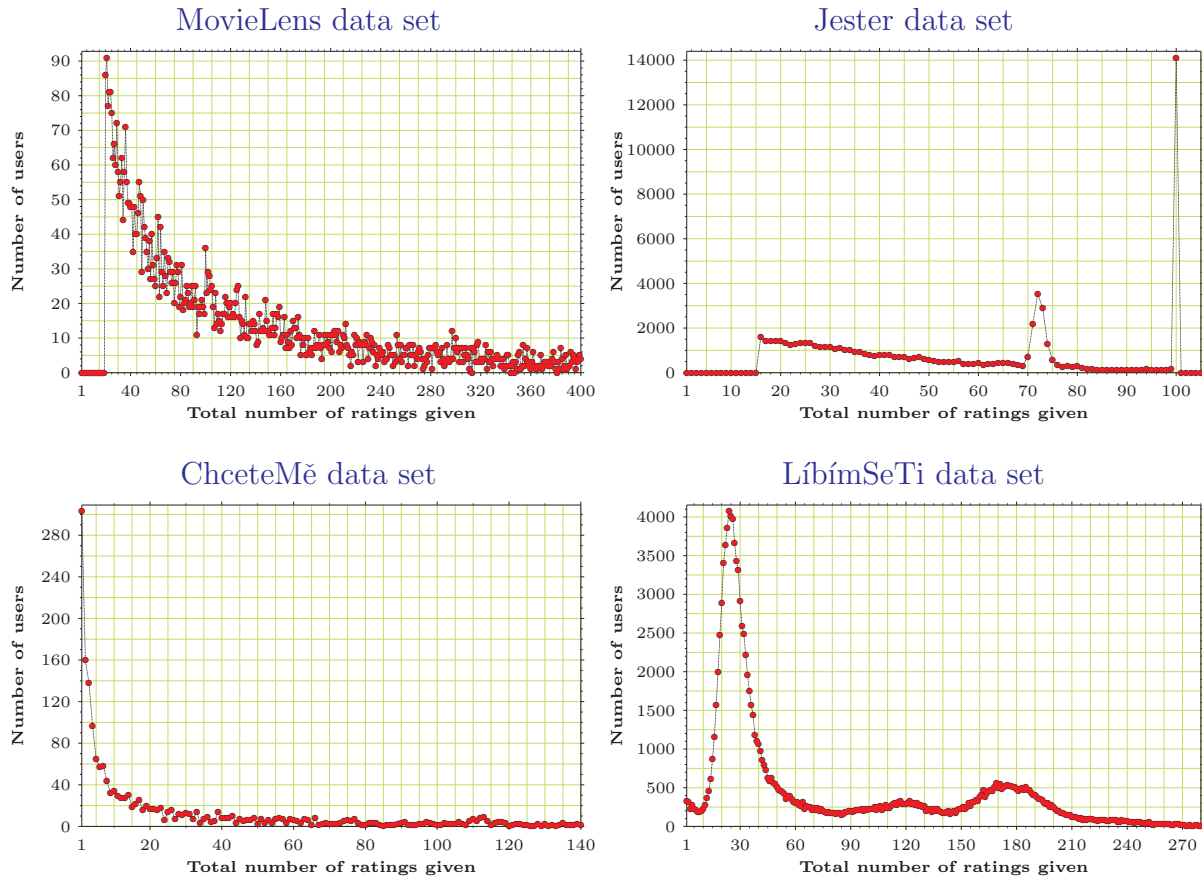 MovieLens data set
Number of users
90
80
70
60
50
40
30
20
10
0
1 40 80 120 160 200 240 280 320 360 400
Total number of ratings given
Jester data set
Number of users
14000
12000
10000
8000
6000
4000
2000
0
1 10 20 30 40 50 60 70 80 90 100
Total number of ratings given
ChceteMě data set
Number of users
280
240
200
160
120
80
40
0
1 20 40 60 80 100 120 140
Total number of ratings given
LíbímSeTi data set
Number of users
4000
3500
3000
2500
2000
1500
1000
500
0
1 30 60 90 120 150 180 210 240 270
Total number of ratings given